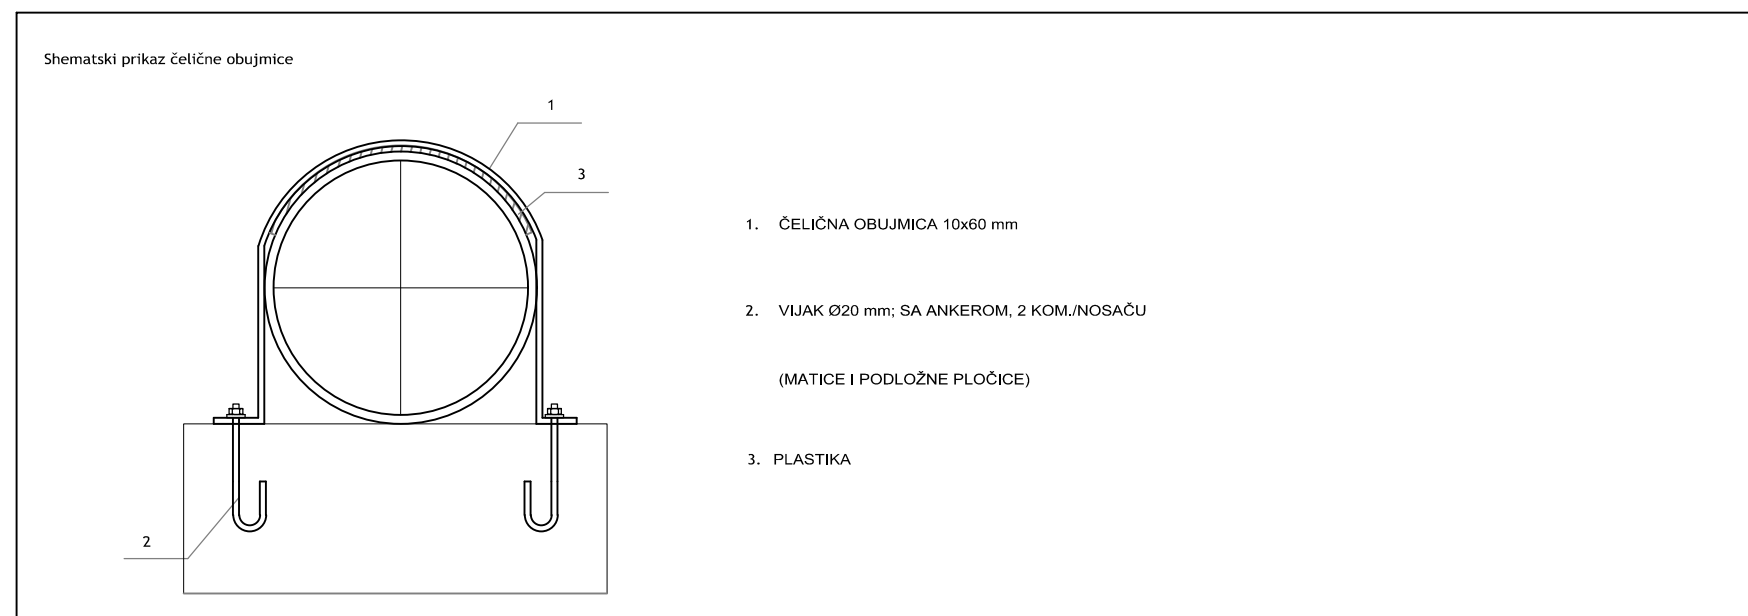 Shematski prikaz čelične obujmice
1
3
1. ČELIČNA OBUJMICA 10x60 mm
2. VIJAK Ø20 mm; SA ANKEROM, 2 KOM./NOSAČU
(MATICE I PODLOŽNE PLOČICE)
3. PLASTIKA
2